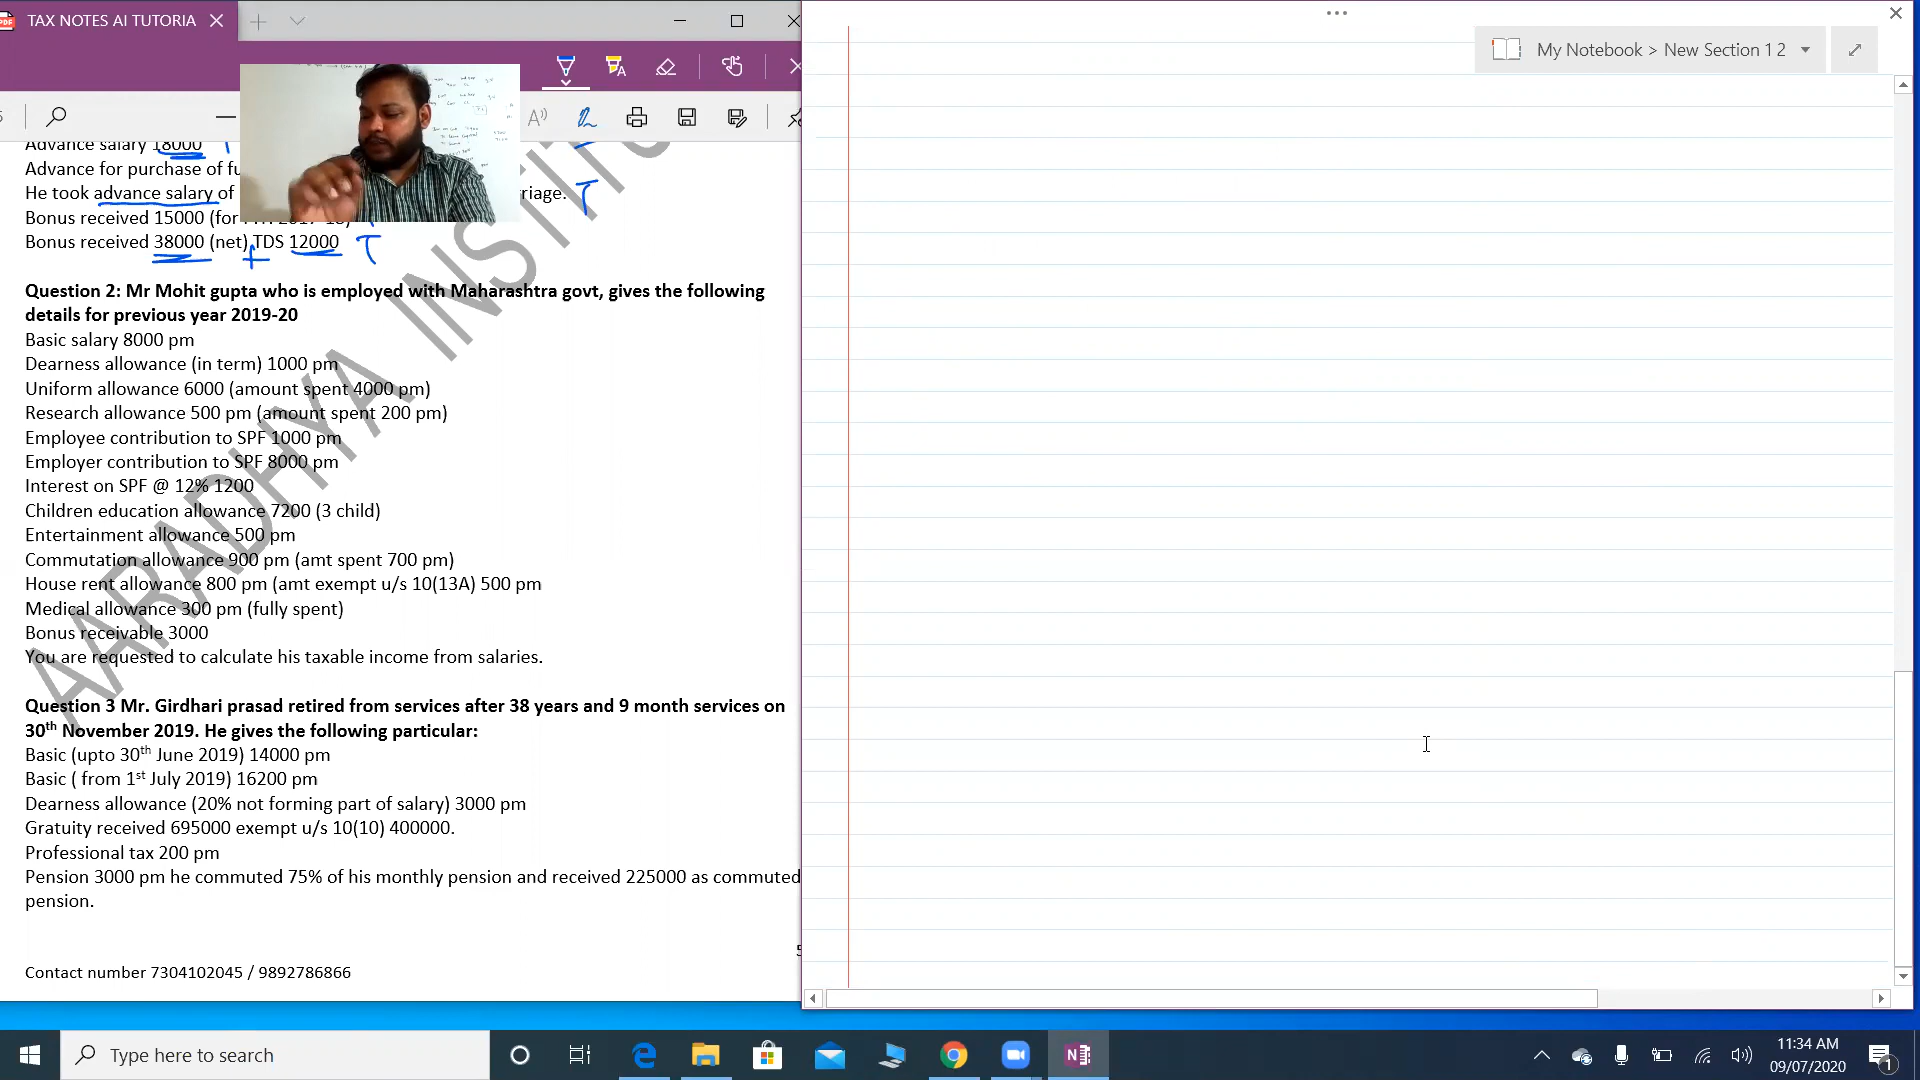 TAX NOTES AI TUTORIA
My Notebook > New Section 1 2
Advance salary 18000 T
Advance for purchase of fu
He took advance salary of riage. T
Bonus received 15000 (for
Bonus received 38000 (net) + TDS 12000 T
Question 2: Mr Mohit gupta who is employed with Maharashtra govt, gives the following
details for previous year 2019-20
Basic salary 8000 pm
Dearness allowance (in term) 1000 pm
Uniform allowance 6000 (amount spent 4000 pm)
Research allowance 500 pm (amount spent 200 pm)
Employee contribution to SPF 1000 pm
Employer contribution to SPF 8000 pm
Interest on SPF @ 12% 1200
Children education allowance 7200 (3 child)
Entertainment allowance 500 pm
Commutation allowance 900 pm (amt spent 700 pm)
House rent allowance 800 pm (amt exempt u/s 10(13A) 500 pm
Medical allowance 300 pm (fully spent)
Bonus receivable 3000
You are requested to calculate his taxable income from salaries.
Question 3 Mr. Girdhari prasad retired from services after 38 years and 9 month services on
30th November 2019. He gives the following particular:
Basic (upto 30th June 2019) 14000 pm
Basic ( from 1st July 2019) 16200 pm
Dearness allowance (20% not forming part of salary) 3000 pm
Gratuity received 695000 exempt u/s 10(10) 400000.
Professional tax 200 pm
Pension 3000 pm he commuted 75% of his monthly pension and received 225000 as commuted
pension.
5
Contact number 7304102045 / 9892786866
AARADHYA INSTITU
Type here to search
11:34 AM
09/07/2020
1